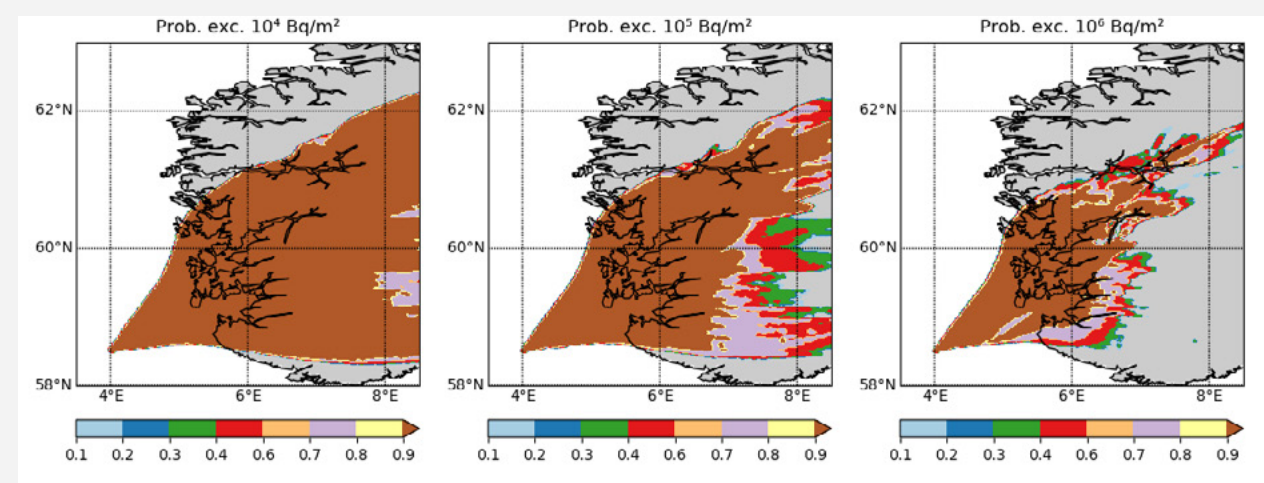 Prob. exc. 10⁴ Bq/m² Prob. exc. 10⁵ Bq/m² Prob. exc. 10⁶ Bq/m²
62°N 62°N 62°N
60°N 60°N 60°N
58°N 58°N 58°N
4°E 6°E 8°E 4°E 6°E 8°E 4°E 6°E 8°E
0.1 0.2 0.3 0.4 0.6 0.7 0.8 0.9 0.1 0.2 0.3 0.4 0.6 0.7 0.8 0.9 0.1 0.2 0.3 0.4 0.6 0.7 0.8 0.9